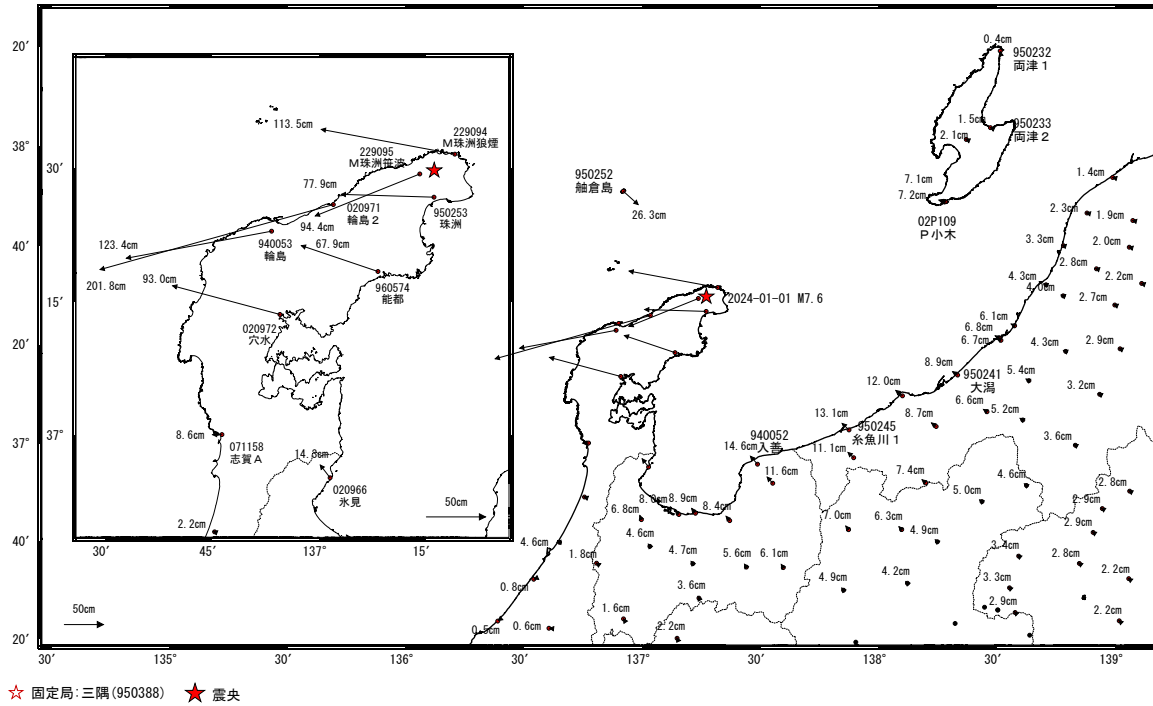 20′
38°
40′
20′
37°
40′
20′
30′
135°
30′
136°
30′
137°
30′
138°
30′
139°
30′
15′
37°
30′
45′
137°
15′
113.5cm
229094
M珠洲狼煙
229095
M珠洲笹波
77.9cm
020971
輪島2
94.4cm
950253
珠洲
940053
輪島
123.4cm
201.8cm
67.9cm
93.0cm
960574
能都
020972
穴水
8.6cm
071158
志賀A
14.8cm
020966
氷見
2.2cm
50cm
0.4cm
950232
両津1
1.5cm
950233
両津2
2.1cm
7.1cm
7.2cm
02P109
P小木
950252
舳倉島
26.3cm
2024-01-01 M7.6
1.4cm
2.3cm
1.9cm
3.3cm
2.0cm
2.8cm
4.3cm
4.0cm
2.2cm
2.7cm
6.1cm
6.8cm
6.7cm
4.3cm
2.9cm
8.9cm
950241
大潟
5.4cm
12.0cm
3.2cm
6.6cm
5.2cm
8.7cm
13.1cm
950245
糸魚川1
940052
入善
14.6cm
11.1cm
3.6cm
11.6cm
7.4cm
4.6cm
5.0cm
2.8cm
2.9cm
8.0cm
8.9cm
8.4cm
6.8cm
7.0cm
6.3cm
4.9cm
2.9cm
4.6cm
4.6cm
3.4cm
1.8cm
4.7cm
5.6cm
6.1cm
2.8cm
2.2cm
0.8cm
3.6cm
4.9cm
4.2cm
3.3cm
2.9cm
0.5cm
0.6cm
1.6cm
2.2cm
2.2cm
50cm
固定局:三隅(950388)
震央